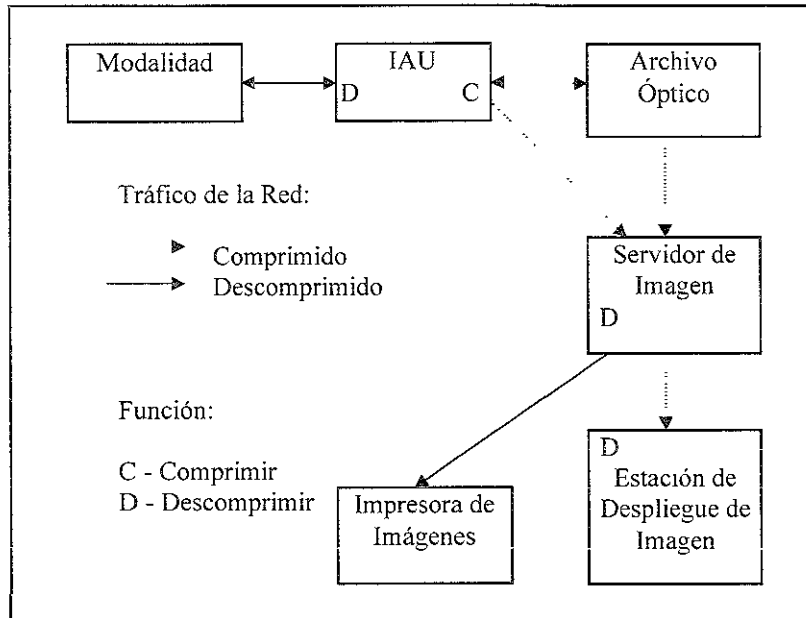 Modalidad
IAU
D
C
Archivo
Óptico
Tráfico de la Red:
Comprimido
Descomprimido
Servidor de
Imagen
D
Función:
C - Comprimir
D - Descomprimir
Impresora de
Imágenes
D
Estación de
Despliegue de
Imagen